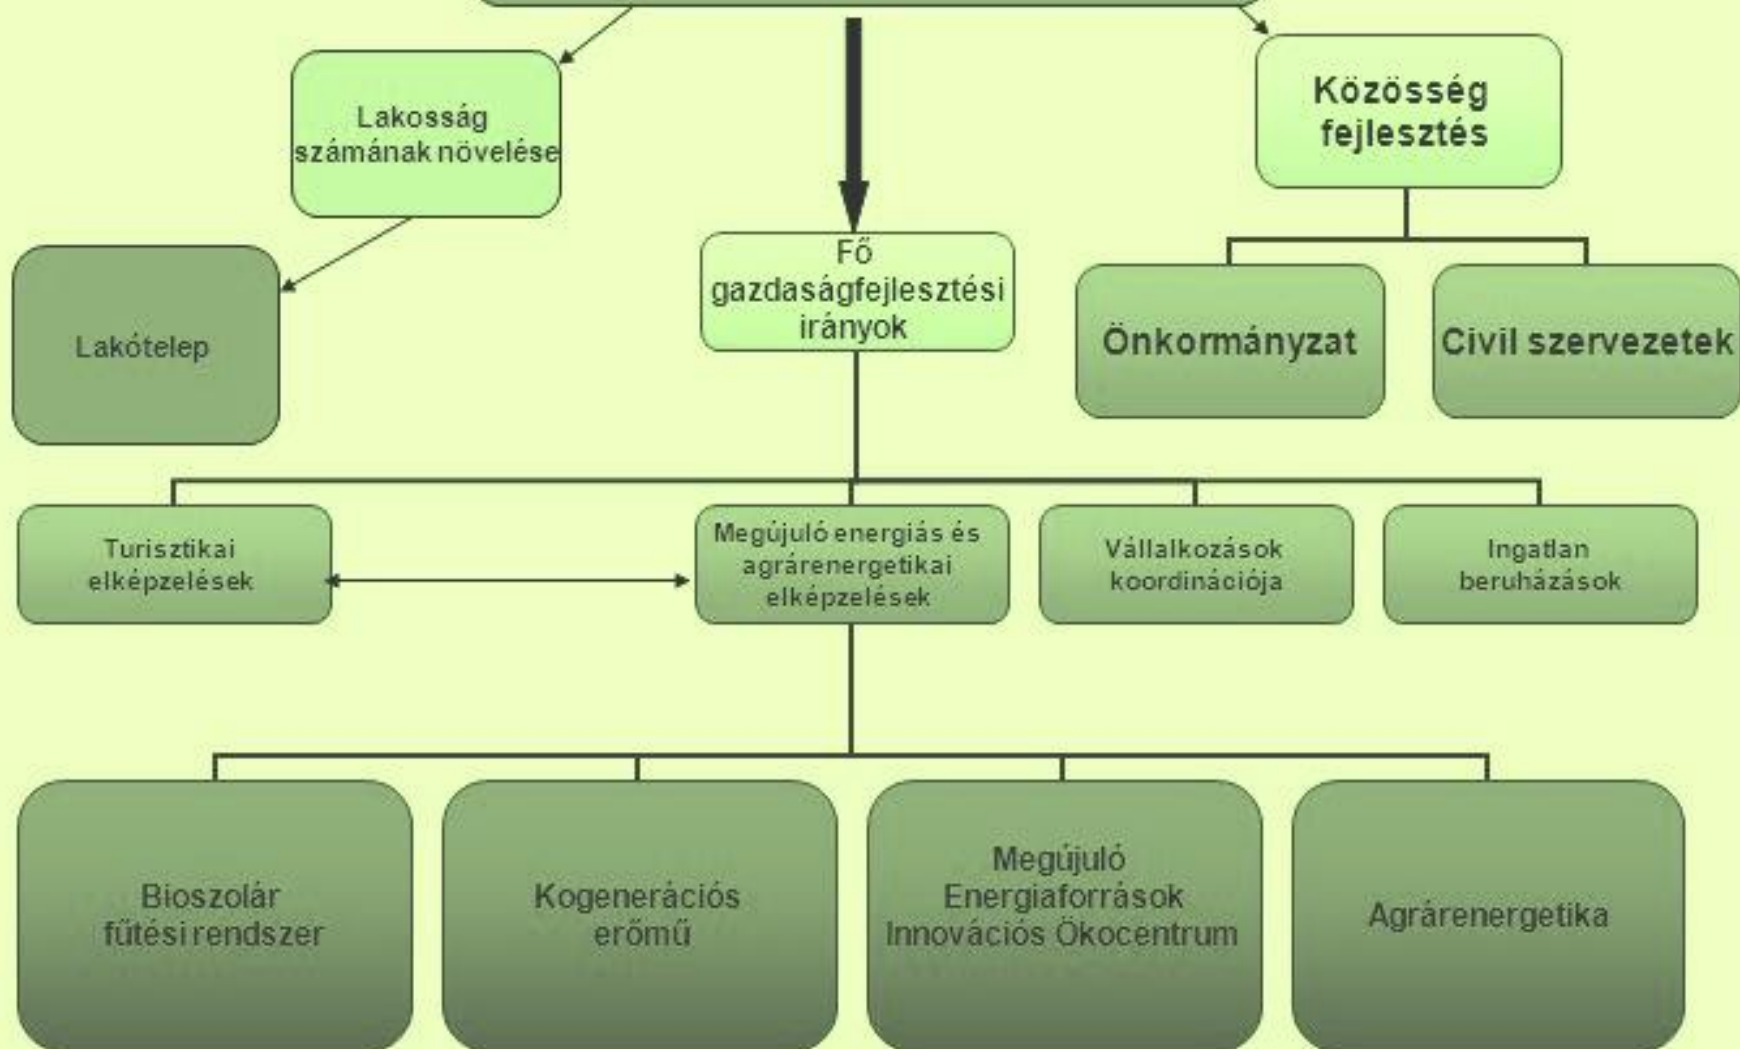 Lakosság
számának növelése
Közösség
fejlesztés
Lakótelep
Fő
gazdaságfejlesztési
irányok
Önkormányzat
Civil szervezetek
Turisztikai
elképzelések
Megújuló energiás és
agrárenergetikai
elképzelések
Vállalkozások
koordinációja
Ingatlan
beruházások
Bioszolár
fűtési rendszer
Kogenerációs
erőmű
Megújuló
Energiaforrások
Innovációs Ökocentrum
Agrárenergetika